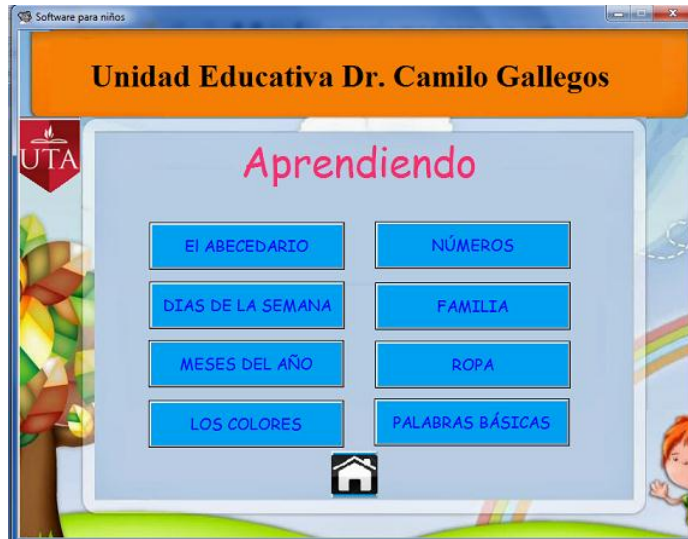 Software para niños
Unidad Educativa Dr. Camilo Gallegos
UTA
Aprendiendo
El ABECEDARIO
NÚMEROS
DIAS DE LA SEMANA
FAMILIA
MESES DEL AÑO
ROPA
LOS COLORES
PALABRAS BÁSICAS